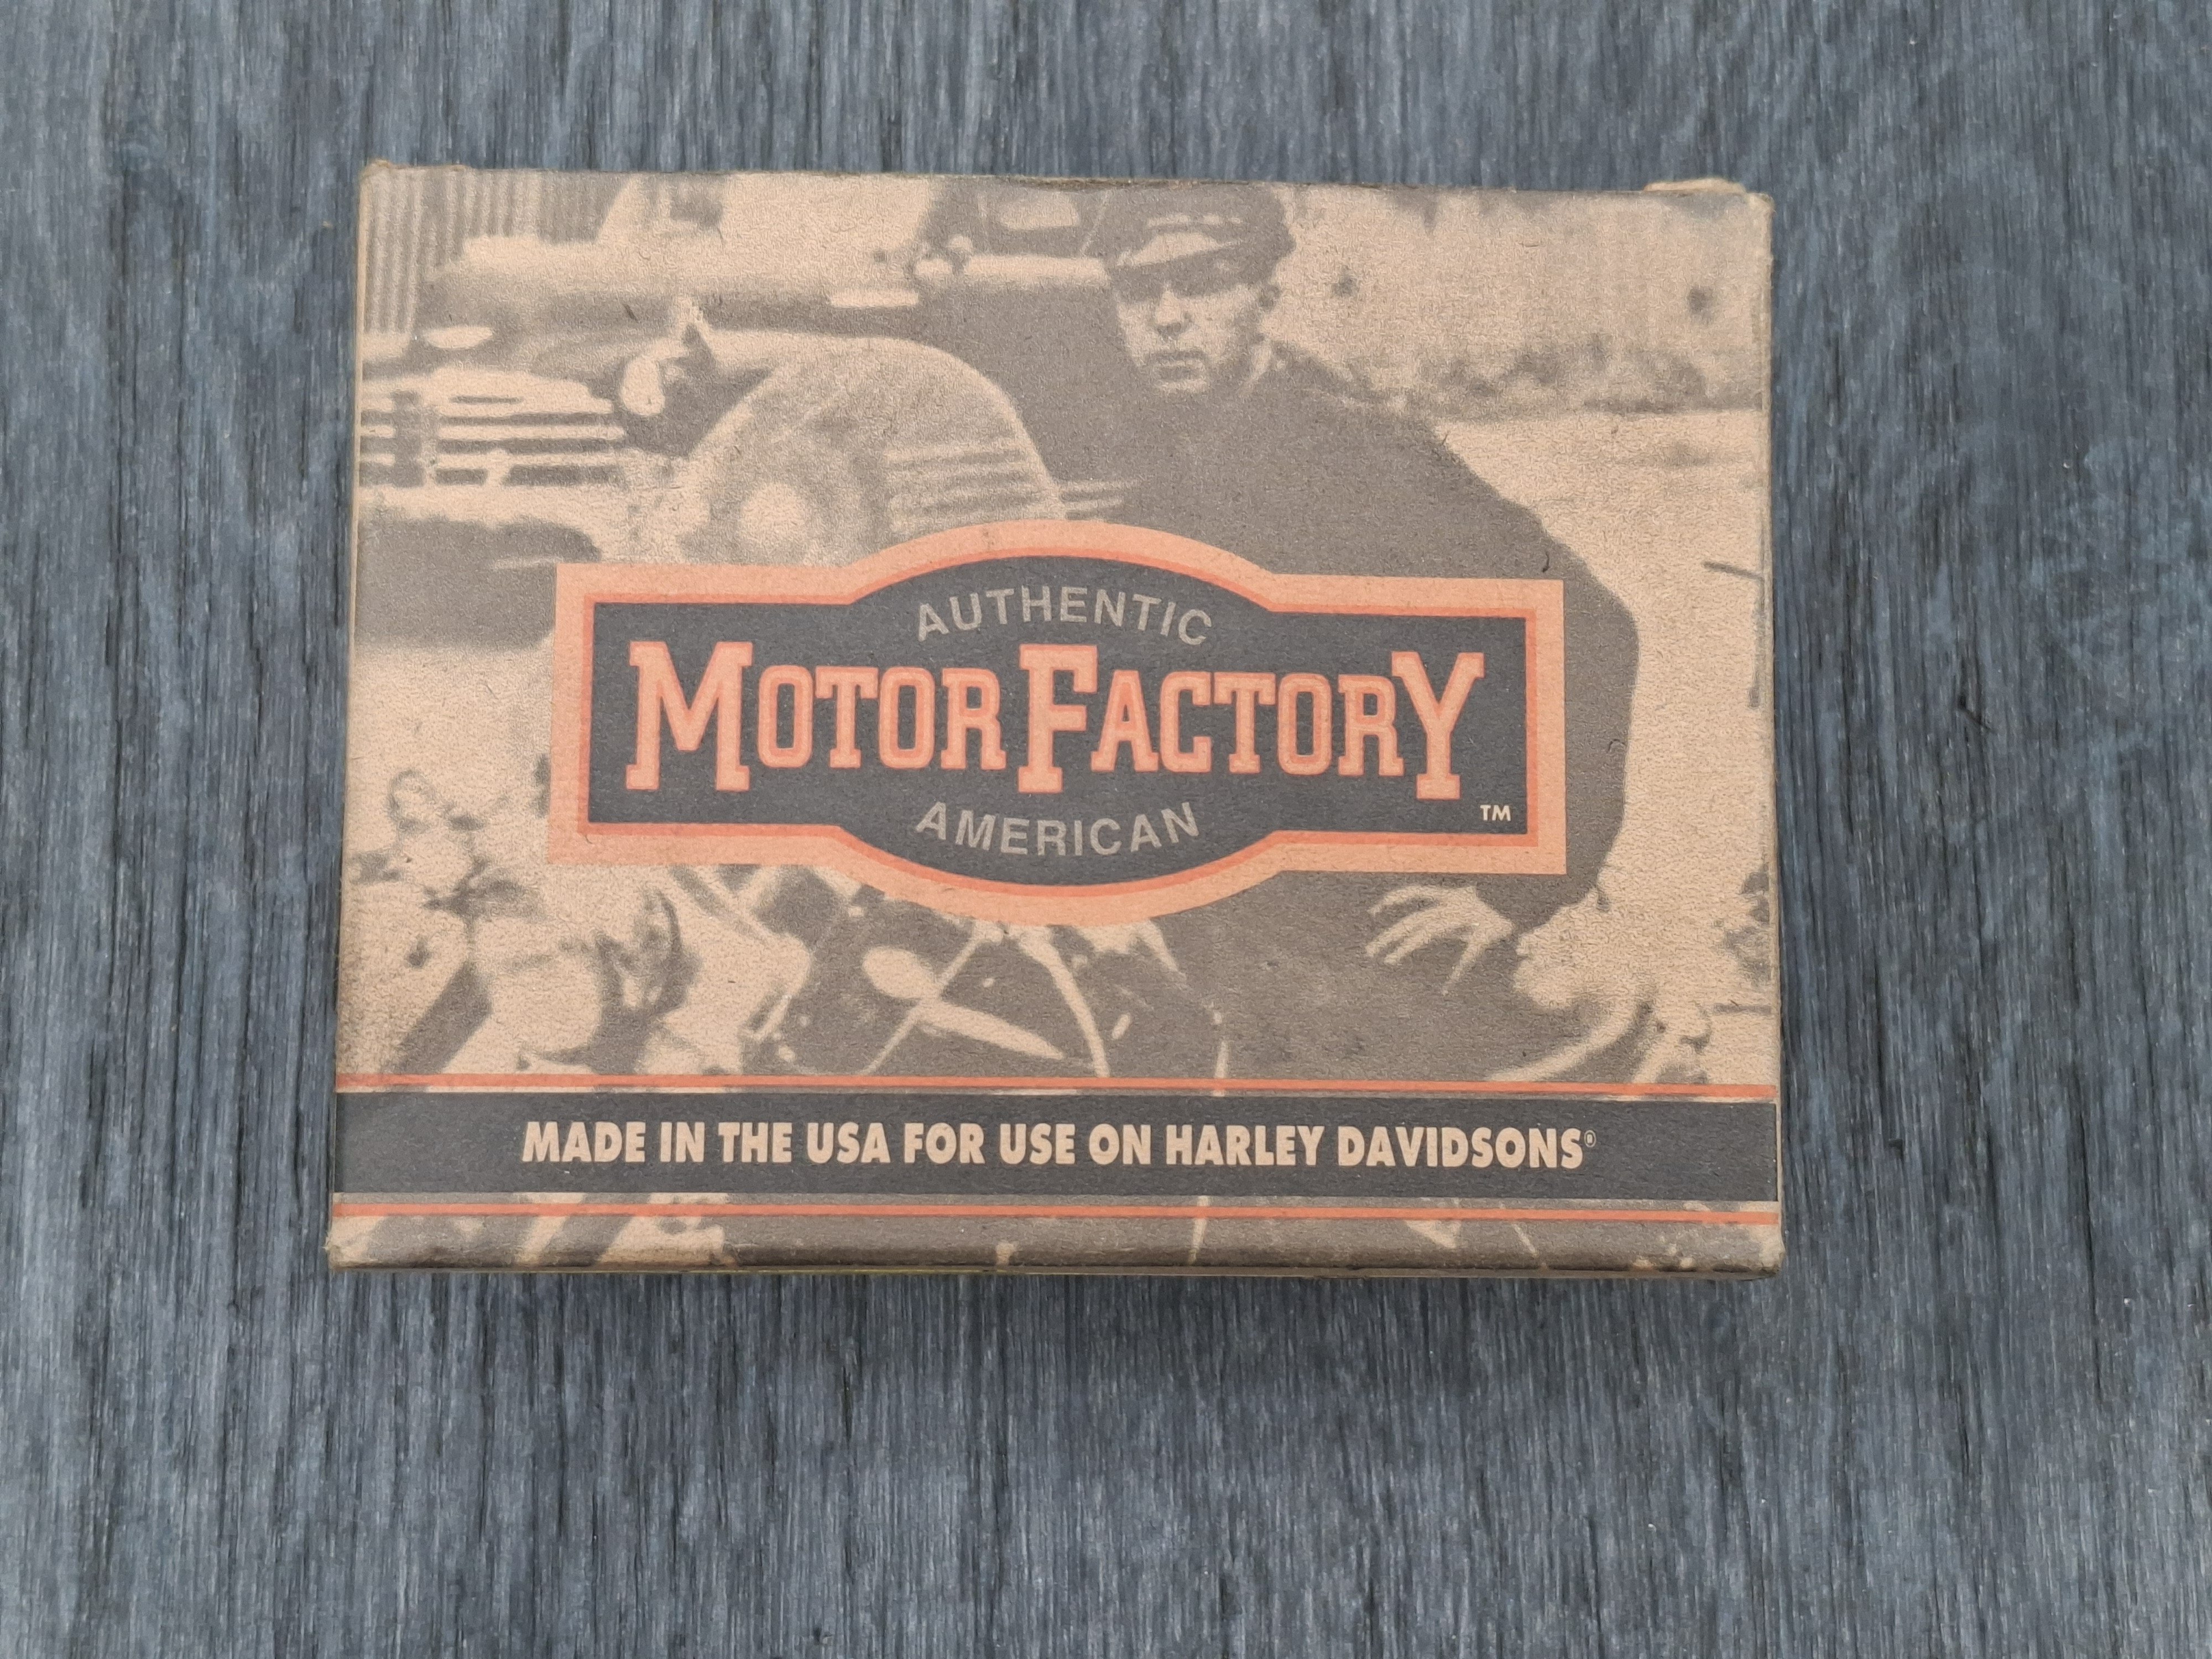 AUTHENTIC
MOTOR FACTORY
AMERICAN
TM
MADE IN THE USA FOR USE ON HARLEY DAVIDSONS®